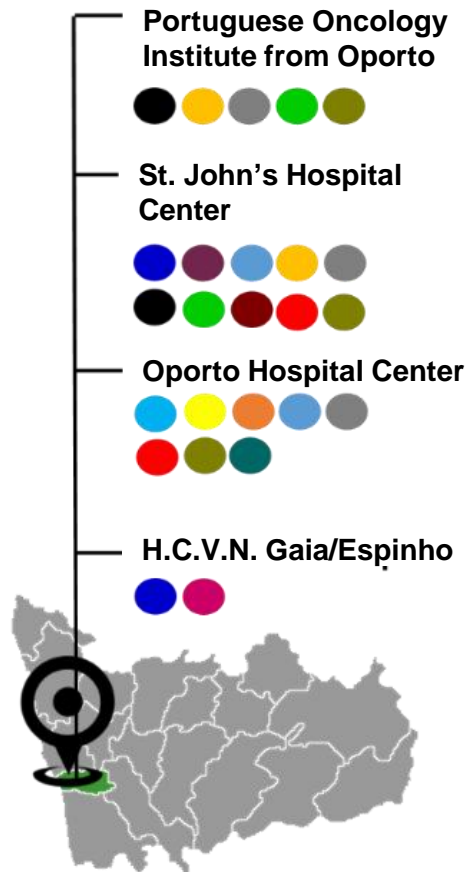 Portuguese Oncology
Institute from Oporto
St. John's Hospital
Center
Oporto Hospital Center
H.C.V.N. Gaia/Espinho